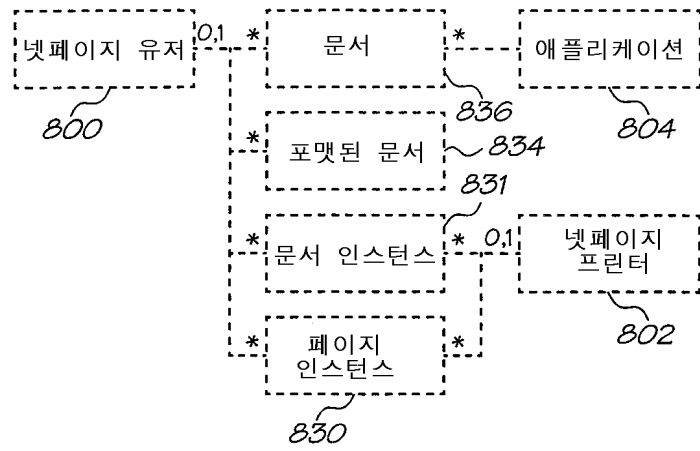 넷페이지 유저
0,1
*
문서
*
애플리케이션
800
836
804
*
포맷된 문서
834
831
*
문서 인스턴스
*
0,1
넷페이지
프린터
802
*
페이지
인스턴스
*
830